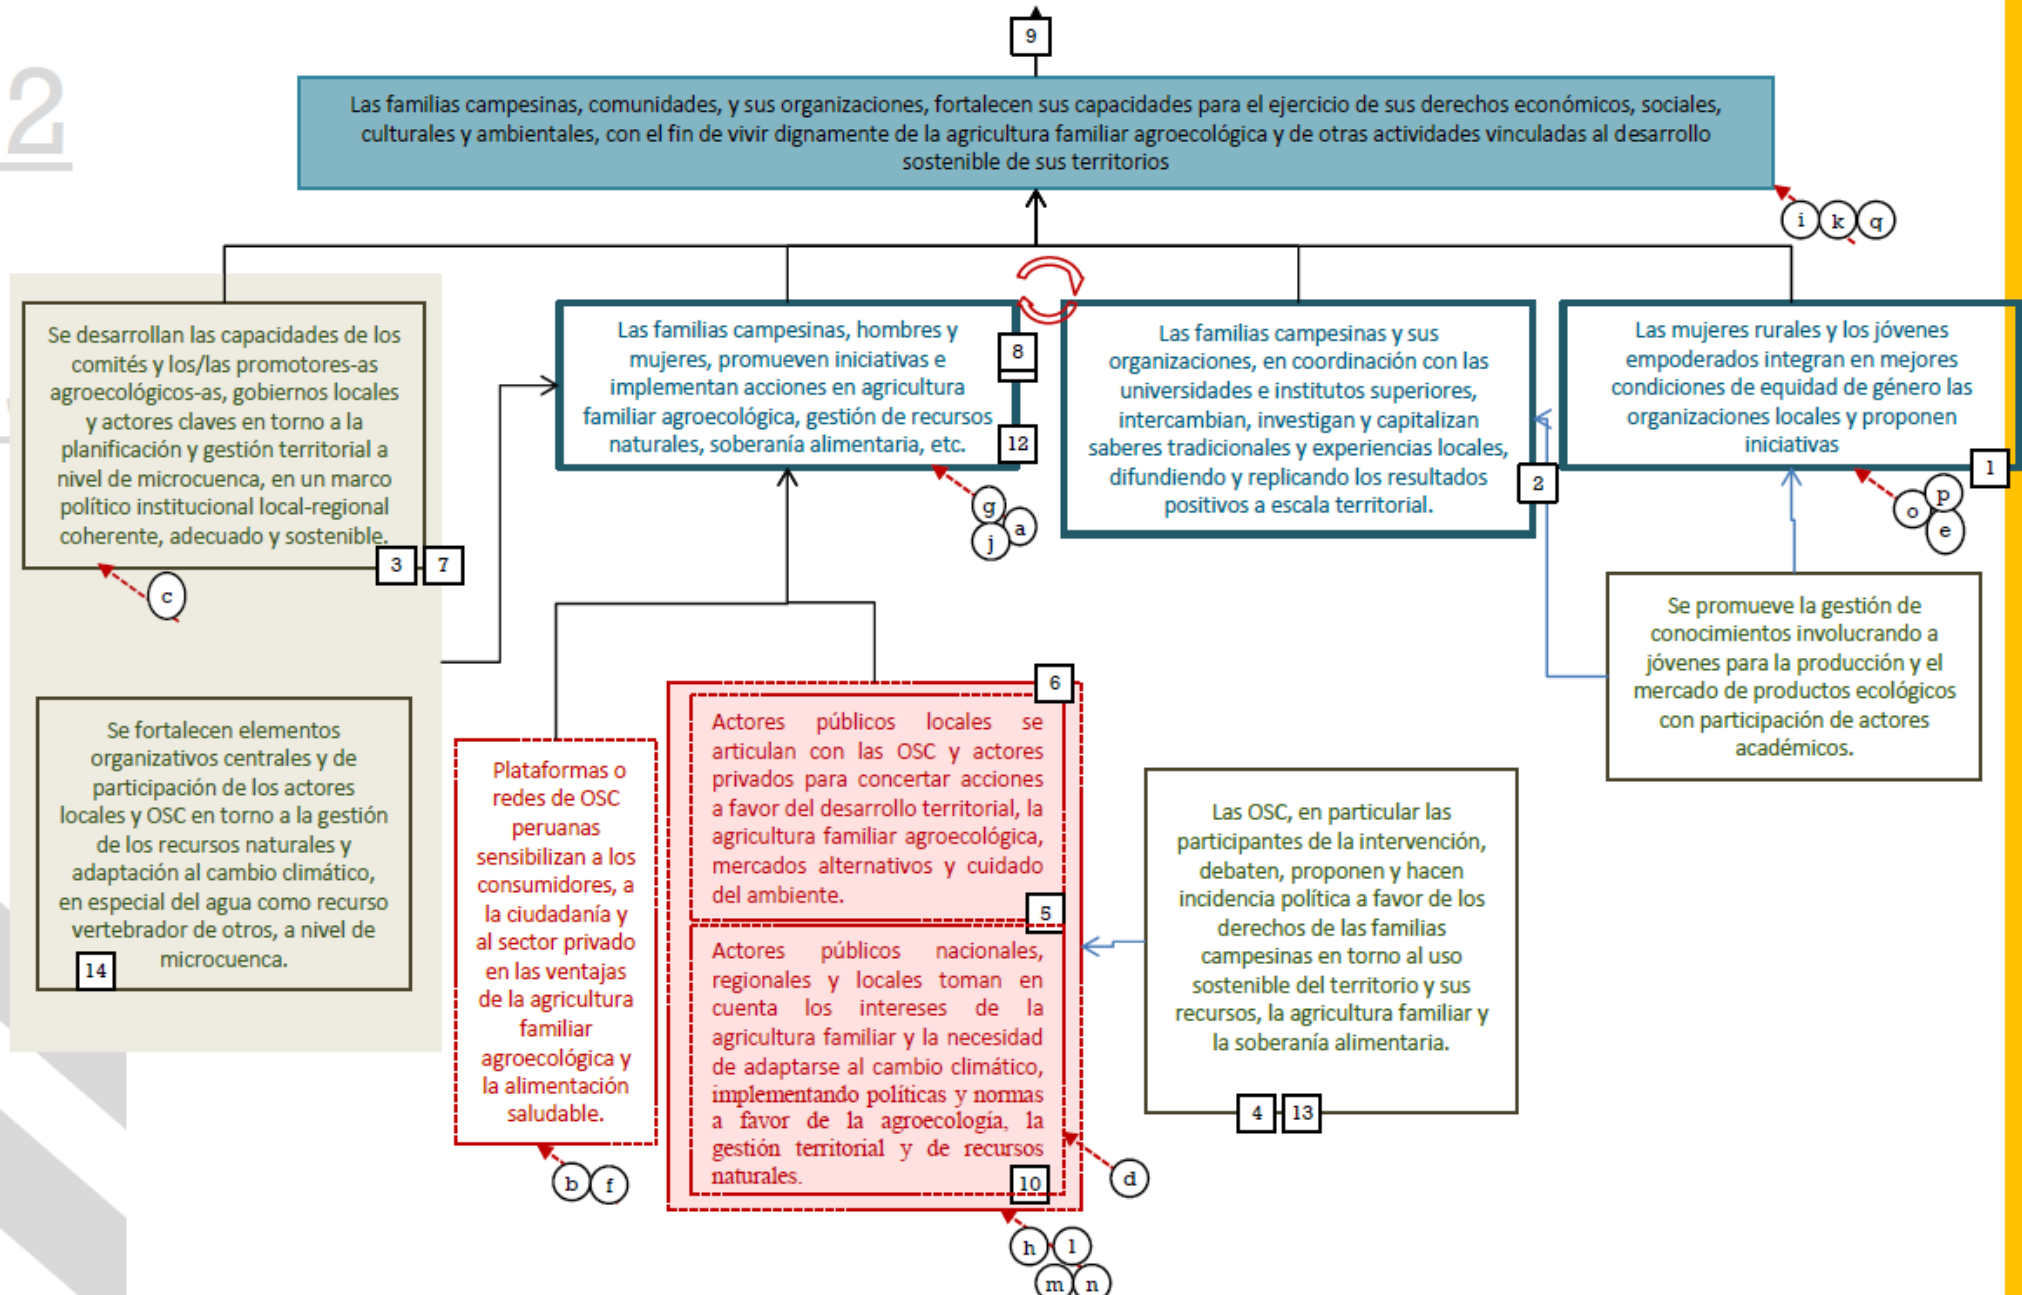 9
2
Las familias campesinas, comunidades, y sus organizaciones, fortalecen sus capacidades para el ejercicio de sus derechos económicos, sociales,
culturales y ambientales, con el fin de vivir dignamente de la agricultura familiar agroecológica y de otras actividades vinculadas al desarrollo
sostenible de sus territorios
i k q
Se desarrollan las capacidades de los
comités y los/las promotores-as
agroecológicos-as, gobiernos locales
y actores claves en torno a la
planificación y gestión territorial a
nivel de microcuenca, en un marco
político institucional local-regional
coherente, adecuado y sostenible.
3 7
c
Las familias campesinas, hombres y
mujeres, promueven iniciativas e
implementan acciones en agricultura
familiar agroecológica, gestión de recursos
naturales, soberanía alimentaria, etc.
8
12
g
a
j
Las familias campesinas y sus
organizaciones, en coordinación con las
universidades e institutos superiores,
intercambian, investigan y capitalizan
saberes tradicionales y experiencias locales,
difundiendo y replicando los resultados
positivos a escala territorial.
2
Las mujeres rurales y los jóvenes
empoderados integran en mejores
condiciones de equidad de género las
organizaciones locales y proponen
iniciativas
1
p
o
e
Se fortalecen elementos
organizativos centrales y de
participación de los actores
locales y OSC en torno a la gestión
de los recursos naturales y
adaptación al cambio climático,
en especial del agua como recurso
vertebrador de otros, a nivel de
microcuenca.
14
Plataformas o
redes de OSC
peruanas
sensibilizan a los
consumidores, a
la ciudadanía y
al sector privado
en las ventajas
de la agricultura
familiar
agroecológica y
la alimentación
saludable.
b f
6
Actores públicos locales se
articulan con las OSC y actores
privados para concertar acciones
a favor del desarrollo territorial, la
agricultura familiar agroecológica,
mercados alternativos y cuidado
del ambiente.
5
Actores públicos nacionales,
regionales y locales toman en
cuenta los intereses de la
agricultura familiar y la necesidad
de adaptarse al cambio climático,
implementando políticas y normas
a favor de la agroecología, la
gestión territorial y de recursos
naturales.
10
d
h l
m n
Las OSC, en particular las
participantes de la intervención,
debaten, proponen y hacen
incidencia política a favor de los
derechos de las familias
campesinas en torno al uso
sostenible del territorio y sus
recursos, la agricultura familiar y
la soberanía alimentaria.
4 13
Se promueve la gestión de
conocimientos involucrando a
jóvenes para la producción y el
mercado de productos ecológicos
con participación de actores
académicos.